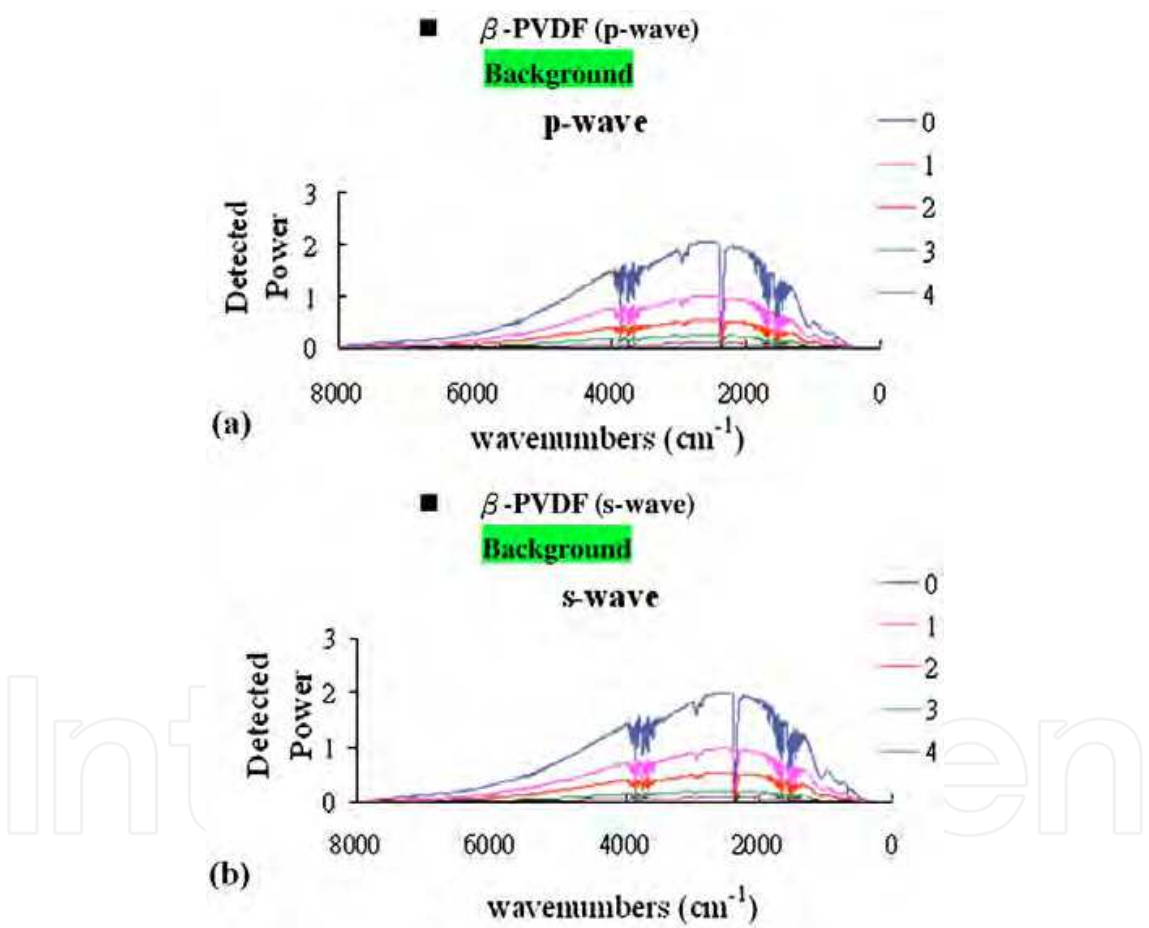 ■ β-PVDF (p-wave)
Background
p-wave
0
1
2
3
4
Detected
Power
3
2
1
0
8000 6000 4000 2000 0
(a)
wavenumbers (cm⁻¹)
■ β-PVDF (s-wave)
Background
s-wave
0
1
2
3
4
Detected
Power
3
2
1
0
8000 6000 4000 2000 0
(b)
wavenumbers (cm⁻¹)
Inten